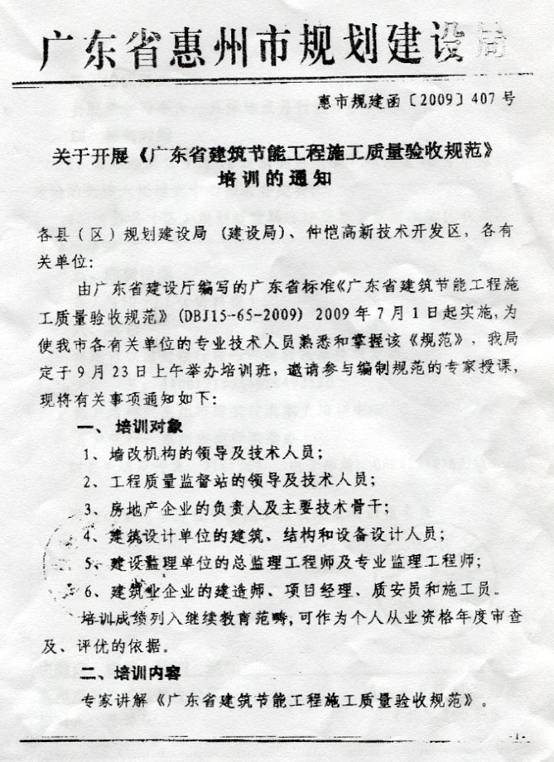 广东省惠州市规划建设局
惠市规建函〔2009〕407号
关于开展《广东省建筑节能工程施工质量验收规范》
培训的通知
各县（区）规划建设局（建设局）、仲恺高新技术开发区，各有
关单位：
由广东省建设厅编写的广东省标准《广东省建筑节能工程施
工质量验收规范》(DBJ15-65-2009) 2009年7月1日起实施，为
使我市各有关单位的专业技术人员熟悉和掌握该《规范》，我局
定于9月23日上午举办培训班，邀请参与编制规范的专家授课，
现将有关事项通知如下：
一、培训对象
1、墙改机构的领导及技术人员；
2、工程质量监督站的领导及技术人员；
3、房地产企业的负责人及主要技术骨干；
4、建筑设计单位的建筑、结构和设备设计人员；
5、建设监理单位的总监理工程师及专业监理工程师；
6、建筑业企业的建造师、项目经理、质安员和施工员。
培训成绩列入继续教育范畴，可作为个人从业资格年度审查
及、评优的依据。
二、培训内容
专家讲解《广东省建筑节能工程施工质量验收规范》。
-1-